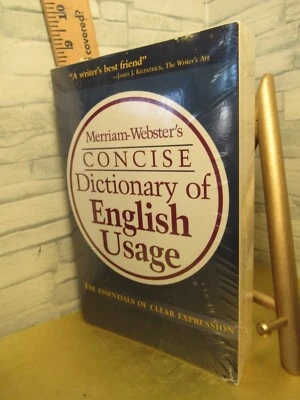 10
9
covered?
"A writer's best friend"
—JAMES J. KILPATRICK, The Writer's Art
Merriam-Webster's
CONCISE
Dictionary of
English
Usage
THE ESSENTIALS OF CLEAR EXPRESSION